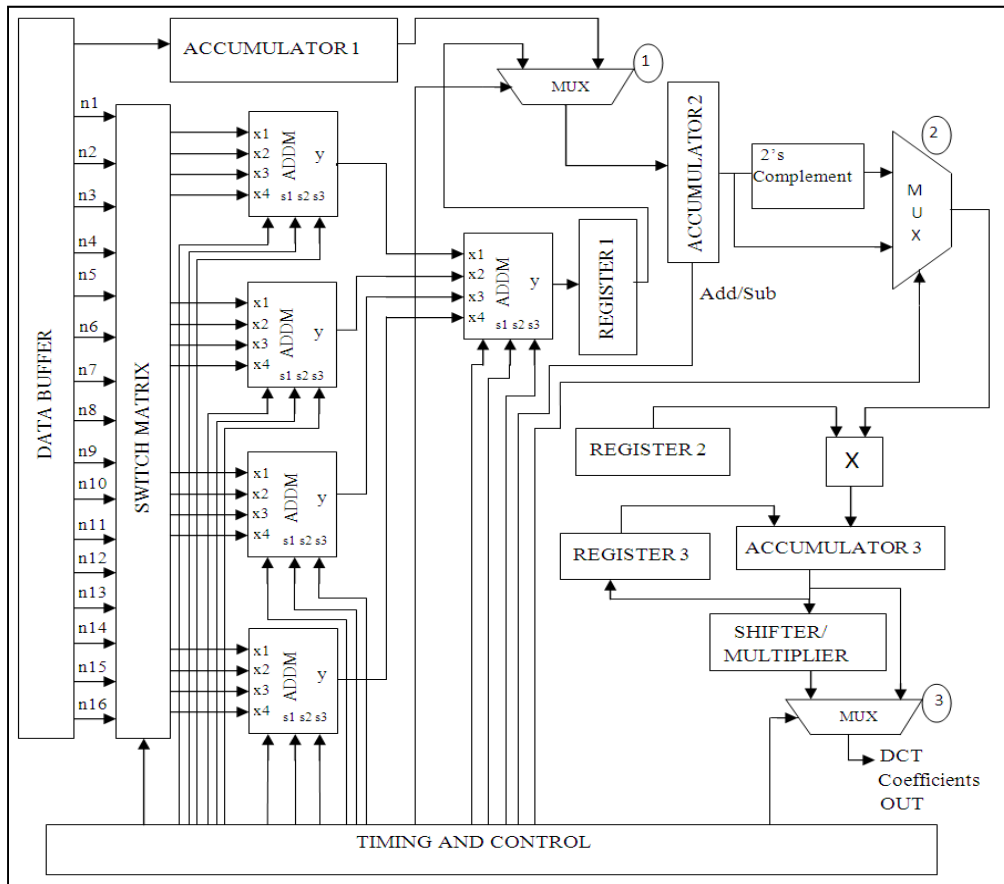 ACCUMULATOR 1
MUX
1
DATA BUFFER
n1
n2
n3
n4
n5
n6
n7
n8
n9
n10
n11
n12
n13
n14
n15
n16
SWITCH MATRIX
x1
x2
x3
x4
ADDM
y
s1 s2 s3
x1
x2
x3
x4
ADDM
y
s1 s2 s3
x1
x2
x3
x4
ADDM
y
s1 s2 s3
x1
x2
x3
x4
ADDM
y
s1 s2 s3
x1
x2
x3
x4
ADDM
y
s1 s2 s3
REGISTER 1
ACCUMULATOR 2
Add/Sub
2's
Complement
MUX
2
REGISTER 2
X
REGISTER 3
ACCUMULATOR 3
SHIFTER/
MULTIPLIER
MUX
3
DCT
Coefficients
OUT
TIMING AND CONTROL